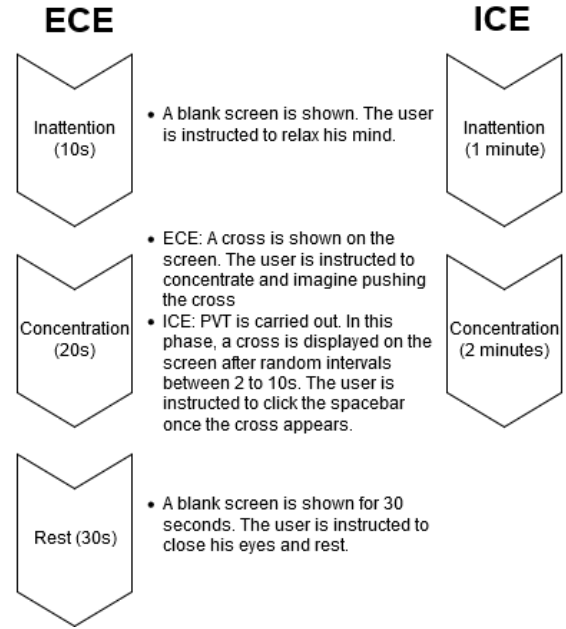 ECE
ICE
Inattention
(10s)
• A blank screen is shown. The user
is instructed to relax his mind.
Inattention
(1 minute)
Concentration
(20s)
• ECE: A cross is shown on the
screen. The user is instructed to
concentrate and imagine pushing
the cross
• ICE: PVT is carried out. In this
phase, a cross is displayed on the
screen after random intervals
between 2 to 10s. The user is
instructed to click the spacebar
once the cross appears.
Concentration
(2 minutes)
Rest (30s)
• A blank screen is shown for 30
seconds. The user is instructed to
close his eyes and rest.